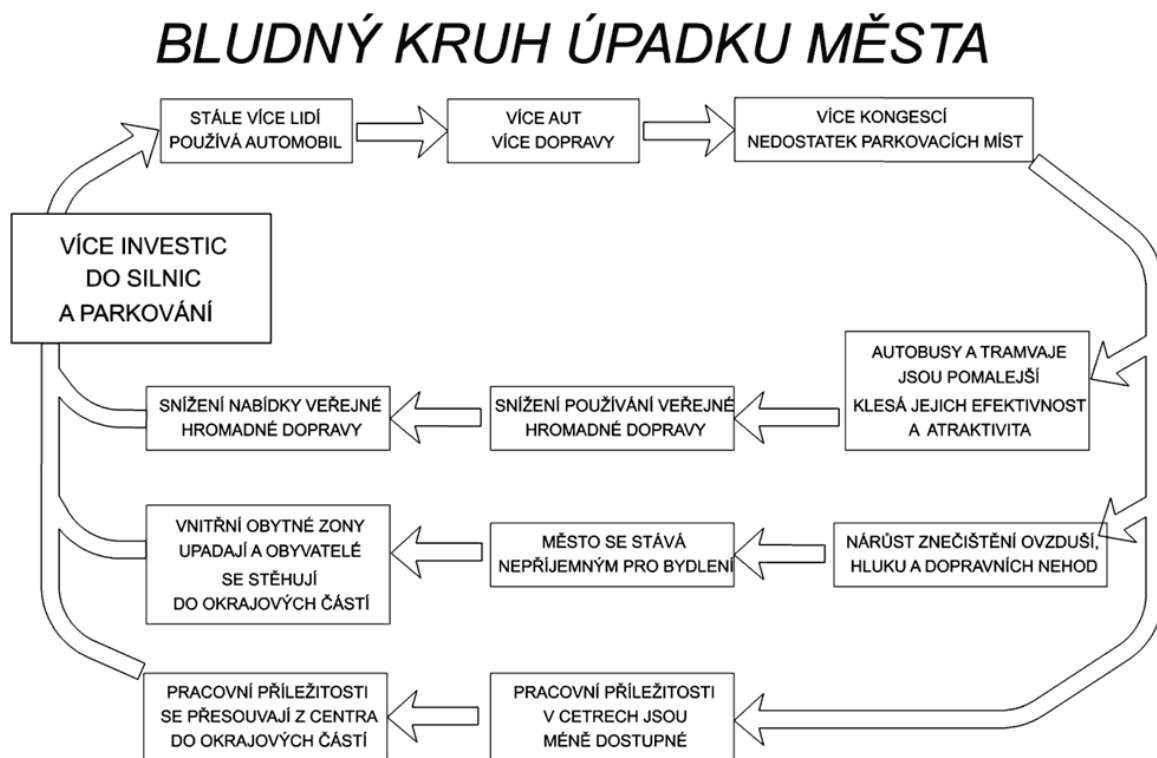 BLUDNÝ KRUH ÚPADKU MĚSTA
STÁLE VÍCE LIDÍ
POUŽÍVÁ AUTOMOBIL
VÍCE AUT
VÍCE DOPRAVY
VÍCE KONGESCÍ
NEDOSTATEK PARKOVACÍCH MÍST
VÍCE INVESTIC
DO SILNIC
A PARKOVÁNÍ
AUTOBUSY A TRAMVAJE
JSOU POMALEJŠÍ
KLESÁ JEJICH EFEKTIVNOST
A ATRAKTIVITA
SNÍŽENÍ POUŽÍVÁNÍ VEŘEJNÉ
HROMADNÉ DOPRAVY
SNÍŽENÍ NABÍDKY VEŘEJNÉ
HROMADNÉ DOPRAVY
NÁRŮST ZNEČIŠTĚNÍ OVZDUŠÍ,
HLUKU A DOPRAVNÍCH NEHOD
MĚSTO SE STÁVÁ
NEPŘÍJEMNÝM PRO BYDLENÍ
VNITŘNÍ OBYTNÉ ZONY
UPADAJÍ A OBYVATELÉ
SE STĚHUJÍ
DO OKRAJOVÝCH ČÁSTÍ
PRACOVNÍ PŘÍLEŽITOSTI
V CETRECH JSOU
MÉNĚ DOSTUPNÉ
PRACOVNÍ PŘÍLEŽITOSTI
SE PŘESOUVAJÍ Z CENTRA
DO OKRAJOVÝCH ČÁSTÍ